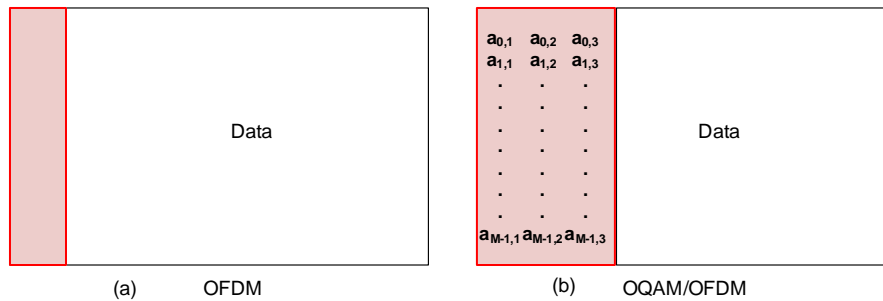 Data
(a) OFDM
a0,1 a0,2 a0,3
a1,1 a1,2 a1,3
. . .
. . .
. . .
. . .
. . .
. . .
. . .
aM-1,1 aM-1,2 aM-1,3
Data
(b) OQAM/OFDM